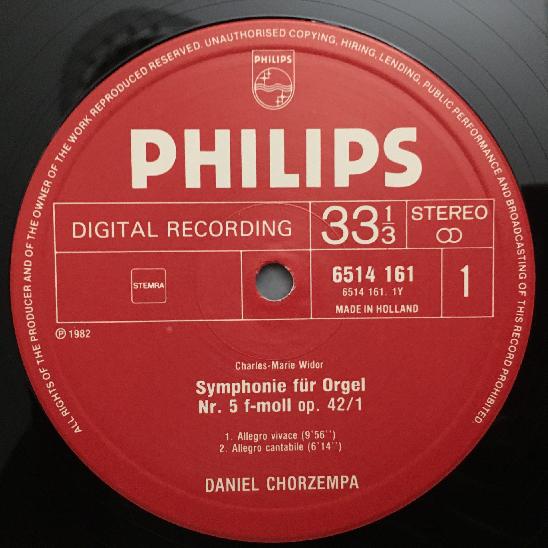 ALL RIGHTS OF THE PRODUCER AND OF THE OWNER OF THE WORK REPRODUCED RESERVED. UNAUTHORISED COPYING, HIRING, LENDING, PUBLIC PERFORMANCE AND BROADCASTING OF THIS RECORD PROHIBITED.
PHILIPS
PHILIPS
DIGITAL RECORDING
33 1/3
STEREO
STEMRA
6514 161
6514 161. 1Y
MADE IN HOLLAND
1
℗ 1982
Charles-Marie Widor
Symphonie für Orgel
Nr. 5 f-moll op. 42/1
1. Allegro vivace (9'56'')
2. Allegro cantabile (6'14'')
DANIEL CHORZEMPA